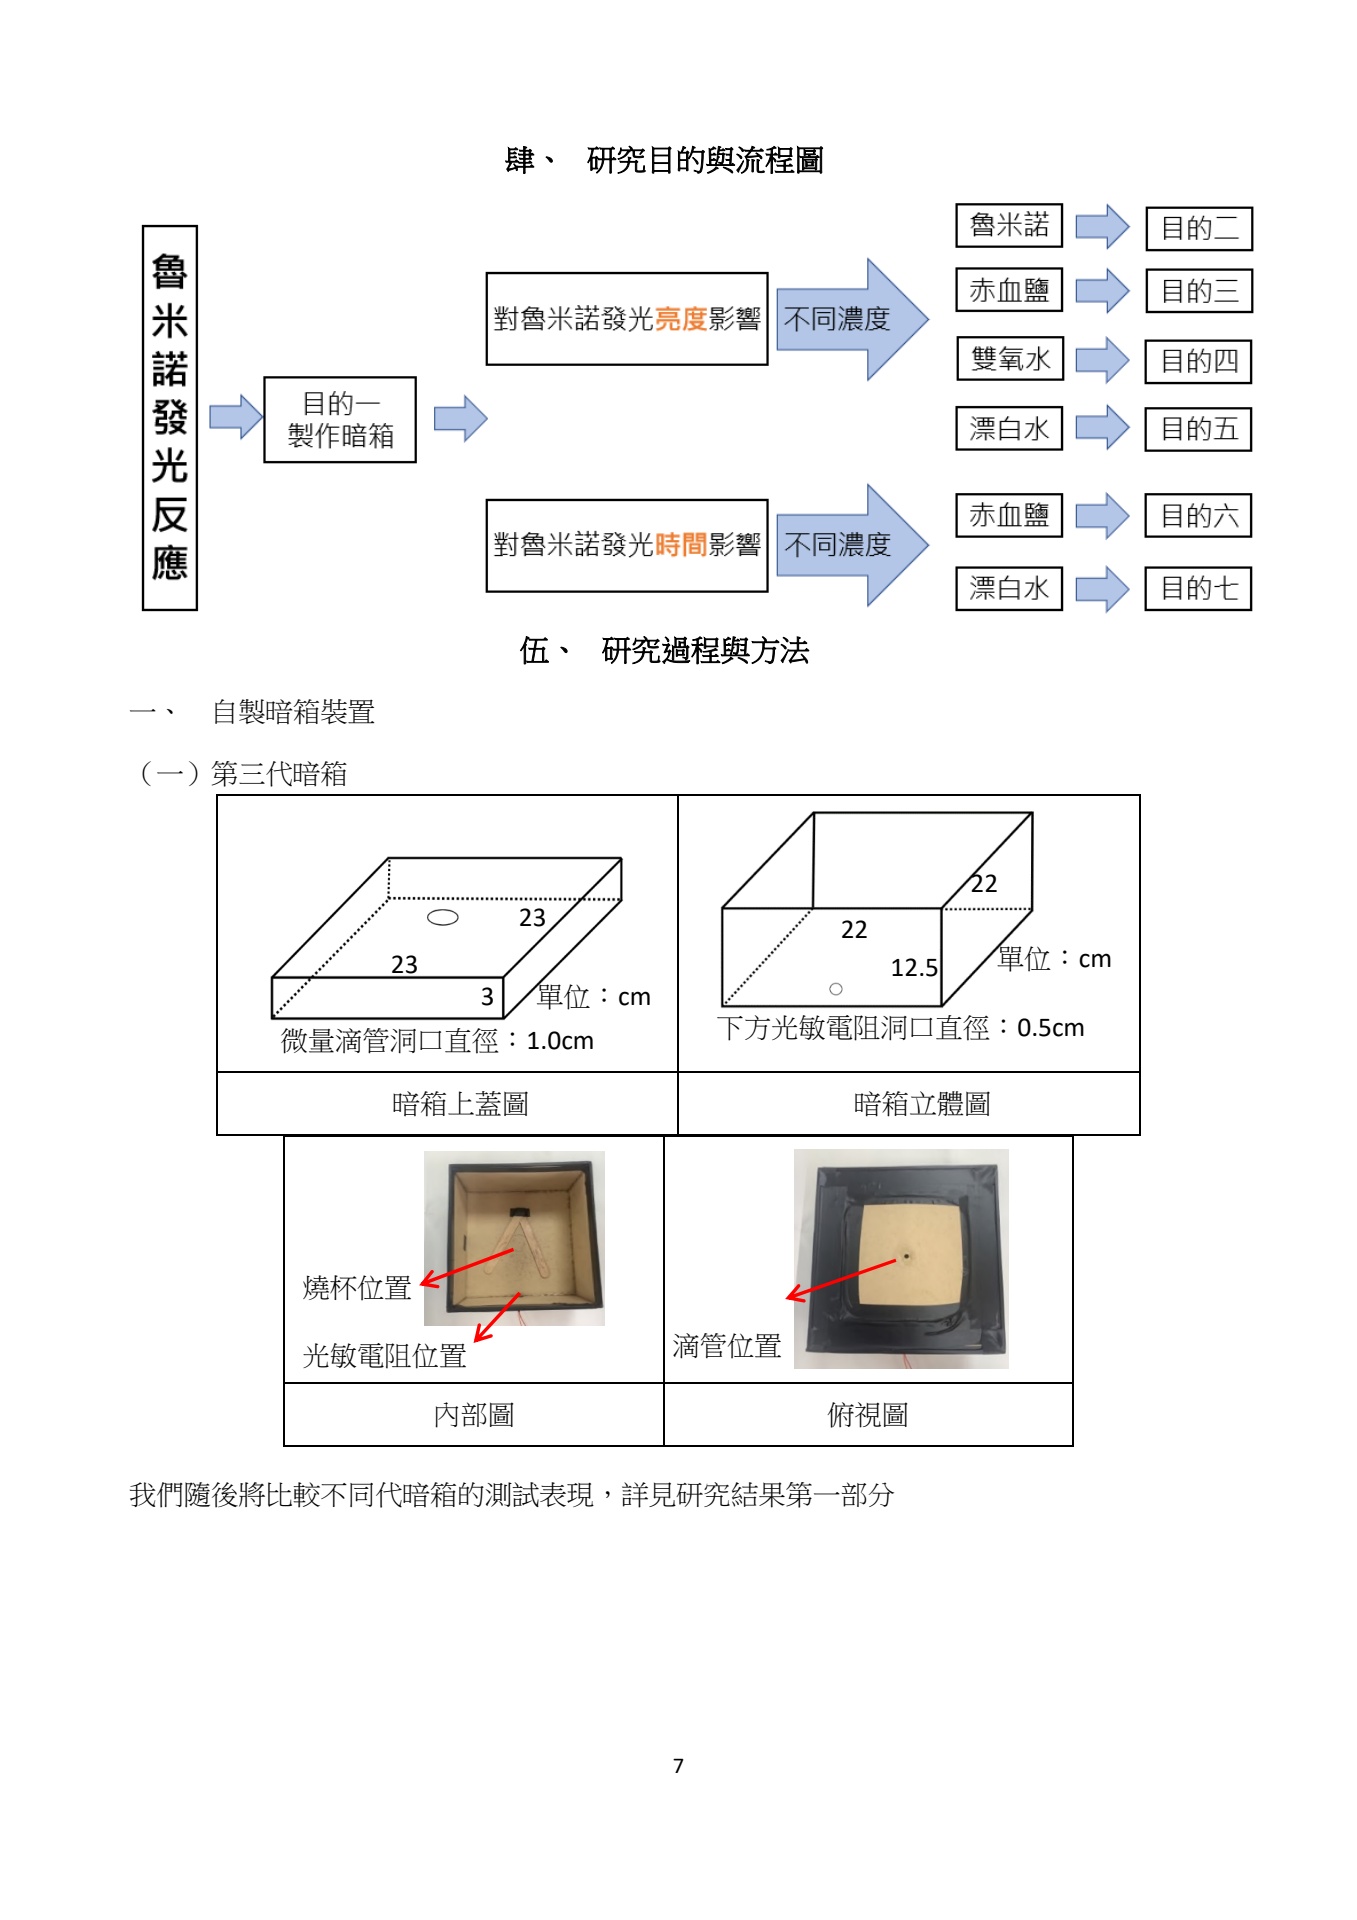 肆、 研究目的與流程圖
魯米諾發光反應
目的一
製作暗箱
對魯米諾發光亮度影響
不同濃度
魯米諾
目的二
赤血鹽
目的三
雙氧水
目的四
漂白水
目的五
對魯米諾發光時間影響
不同濃度
赤血鹽
目的六
漂白水
目的七
伍、 研究過程與方法
一、 自製暗箱裝置
（一）第三代暗箱
23
23
3
單位：cm
微量滴管洞口直徑：1.0cm
22
22
12.5
單位：cm
下方光敏電阻洞口直徑：0.5cm
暗箱上蓋圖
暗箱立體圖
燒杯位置
光敏電阻位置
滴管位置
內部圖
俯視圖
我們隨後將比較不同代暗箱的測試表現，詳見研究結果第一部分
7